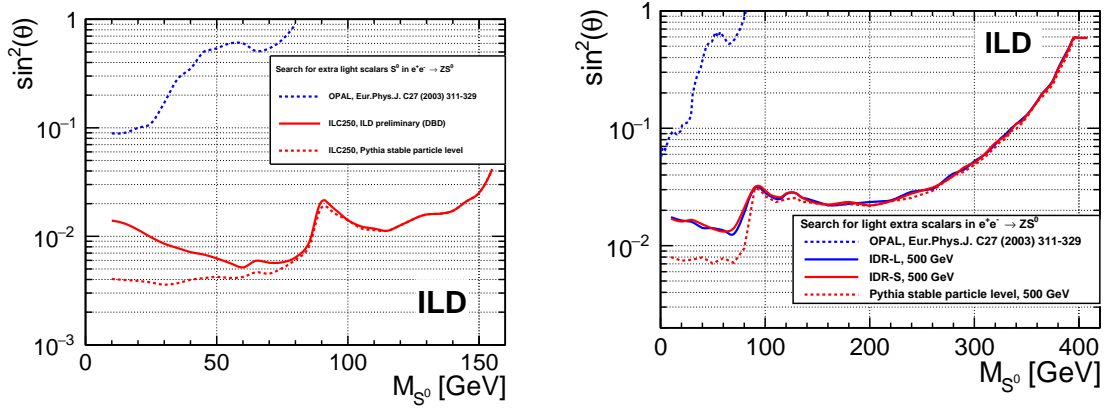 sin²(θ)
1
10⁻¹
10⁻²
10⁻³
Search for extra light scalars S⁰ in e⁺e⁻ → ZS⁰
OPAL, Eur.Phys.J. C27 (2003) 311-329
ILC250, ILD preliminary (DBD)
ILC250, Pythia stable particle level
ILD
0 50 100 150
M_S⁰ [GeV]
sin²(θ)
1
10⁻¹
10⁻²
ILD
Search for light extra scalars in e⁺e⁻ → ZS⁰
OPAL, Eur.Phys.J. C27 (2003) 311-329
IDR-L, 500 GeV
IDR-S, 500 GeV
Pythia stable particle level, 500 GeV
0 100 200 300 400
M_S⁰ [GeV]